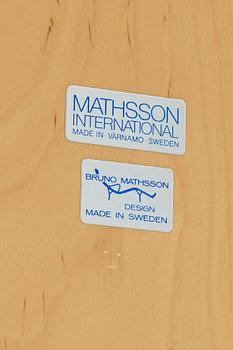 MATHSSON
INTERNATIONAL
MADE IN · VÄRNAMO · SWEDEN
BRUNO MATHSSON
DESIGN
MADE IN SWEDEN